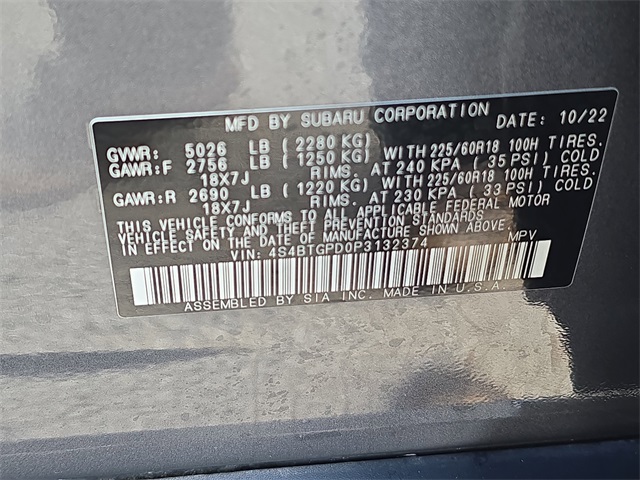 MFD BY SUBARU CORPORATION DATE: 10/22
GVWR: 5026 LB (2280 KG)
GAWR:F 2756 LB (1250 KG) WITH 225/60R18 100H TIRES.
18X7J RIMS. AT 240 KPA (35 PSI) COLD
GAWR:R 2690 LB (1220 KG) WITH 225/60R18 100H TIRES.
18X7J RIMS. AT 230 KPA (33 PSI) COLD
THIS VEHICLE CONFORMS TO ALL APPLICABLE FEDERAL MOTOR
VEHICLE SAFETY AND THEFT PREVENTION STANDARDS
IN EFFECT ON THE DATE OF MANUFACTURE SHOWN ABOVE.
VIN: 4S4BTGPD0P3132374 MPV
ASSEMBLED BY SIA INC. MADE IN U.S.A.